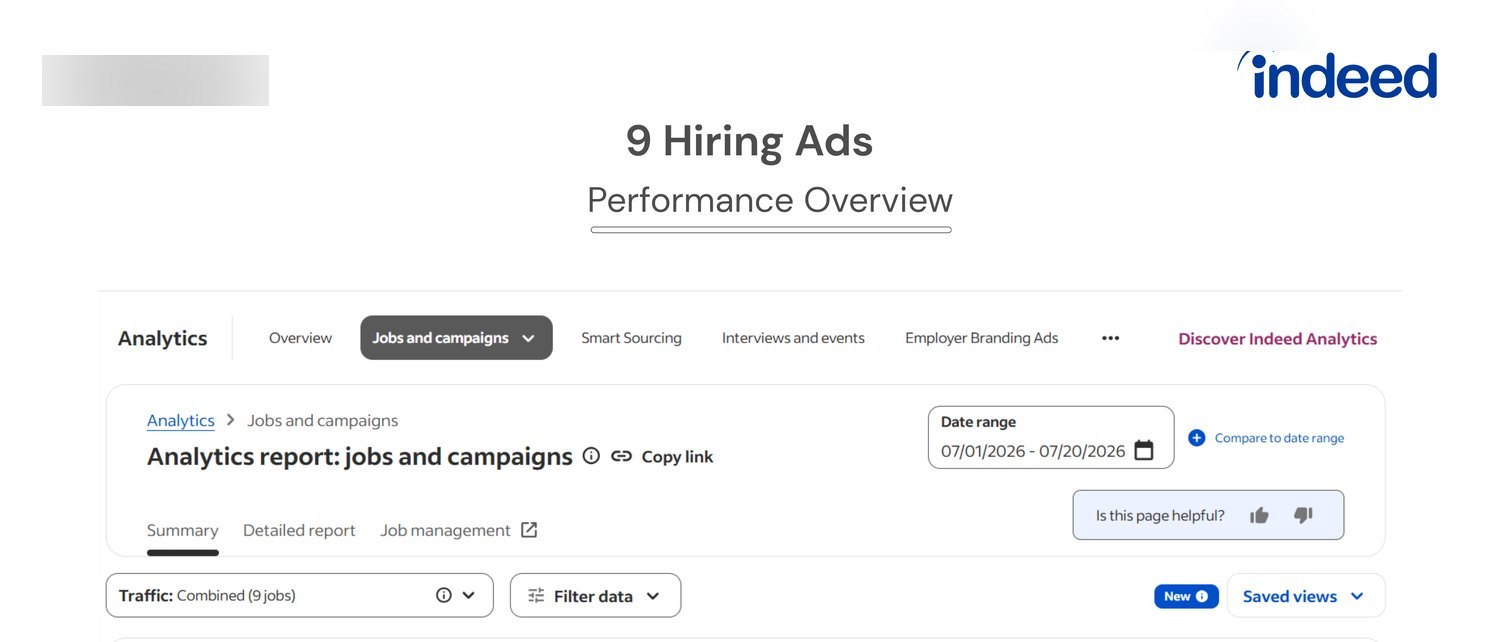 indeed
9 Hiring Ads
Performance Overview
Analytics
Overview
Jobs and campaigns
Smart Sourcing
Interviews and events
Employer Branding Ads
Discover Indeed Analytics
Analytics > Jobs and campaigns
Analytics report: jobs and campaigns
Copy link
Date range
07/01/2026 - 07/20/2026
Compare to date range
Is this page helpful?
Summary
Detailed report
Job management
Traffic: Combined (9 jobs)
Filter data
New
Saved views